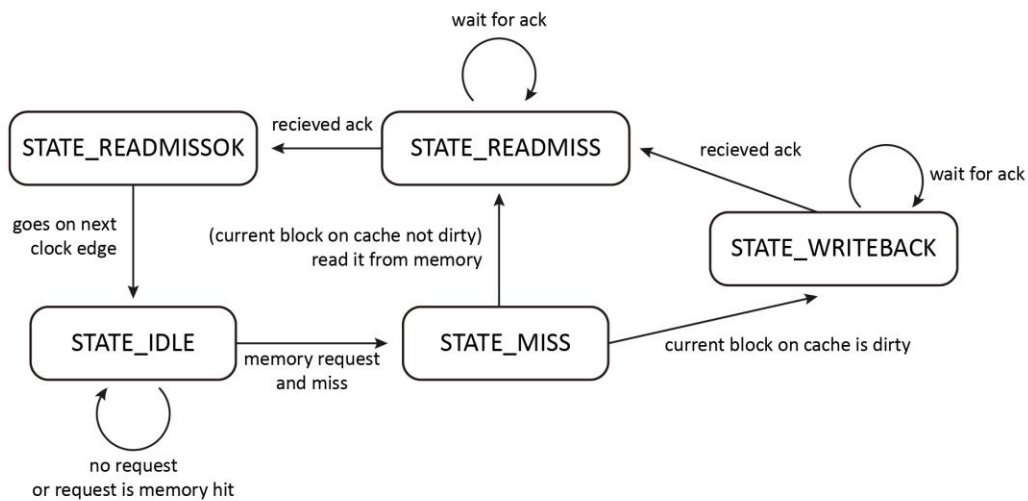 wait for ack
recieved ack
STATE_READMISSOK
STATE_READMISS
recieved ack
wait for ack
goes on next
clock edge
(current block on cache not dirty)
read it from memory
STATE_WRITEBACK
STATE_IDLE
memory request
and miss
STATE_MISS
current block on cache is dirty
no request
or request is memory hit